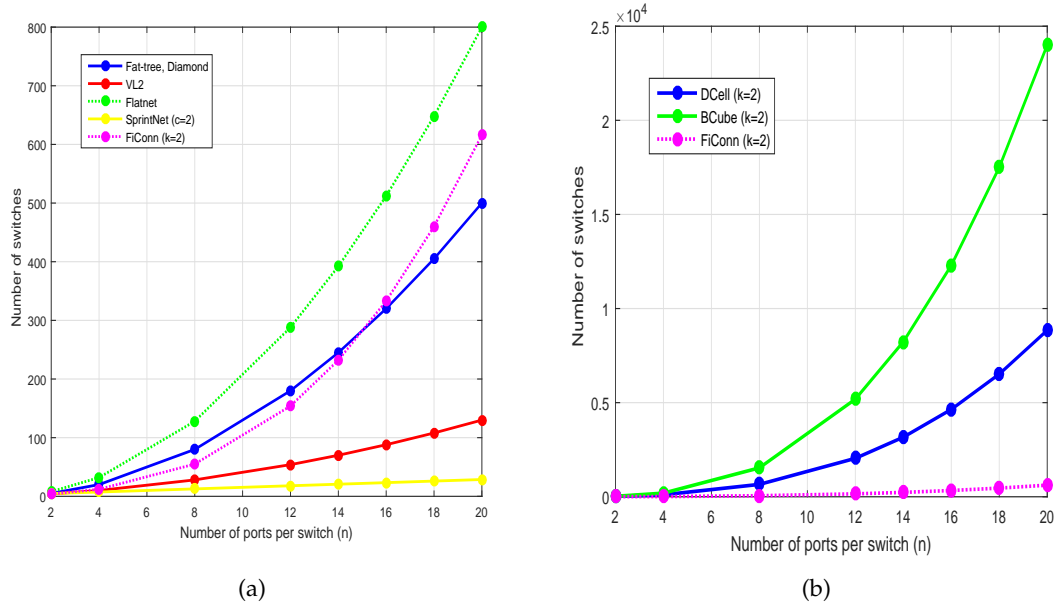 800
700
600
500
400
300
200
100
0
Number of switches
Fat-tree, Diamond
VL2
Flatnet
SprintNet (c=2)
FiConn (k=2)
2 4 6 8 10 12 14 16 18 20
Number of ports per switch (n)
(a)
×10⁴
2.5
2
1.5
1
0.5
0
Number of switches
DCell (k=2)
BCube (k=2)
FiConn (k=2)
2 4 6 8 10 12 14 16 18 20
Number of ports per switch (n)
(b)